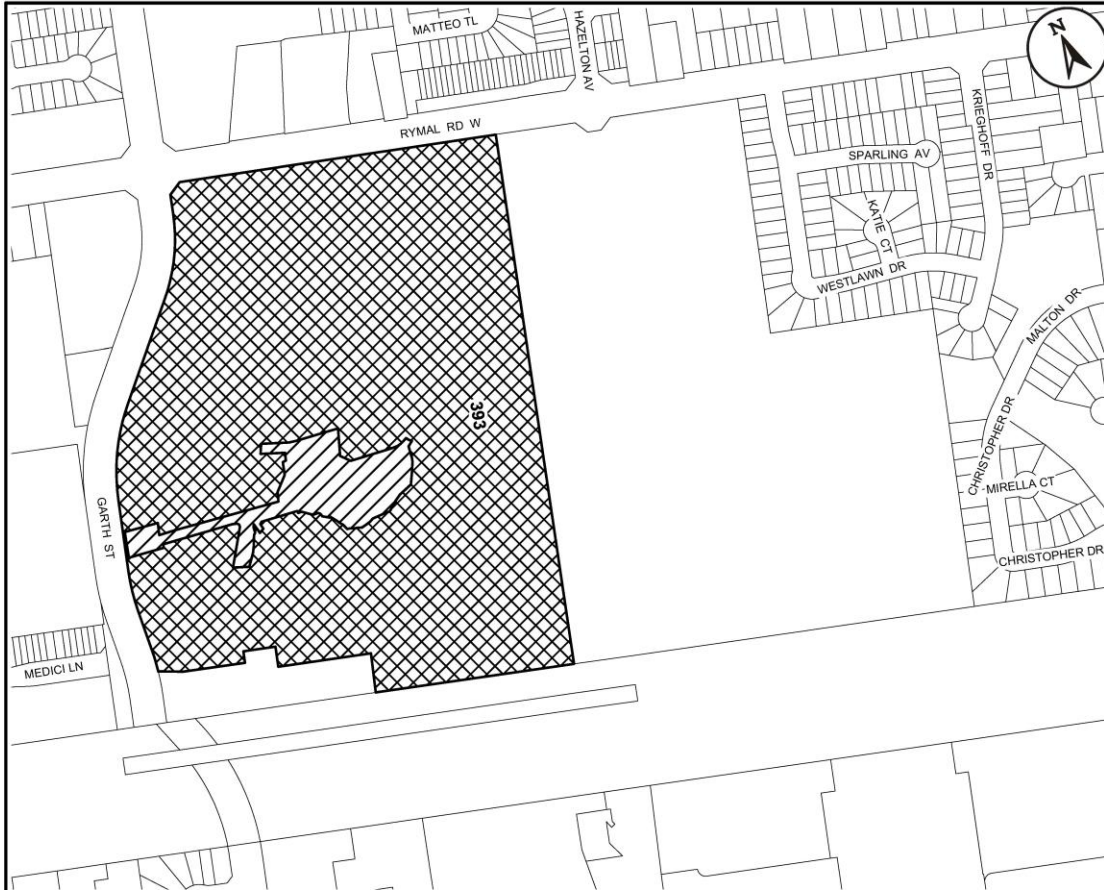 MATTEO TL
HAZELTON AV
N
RYMAL RD W
KRIEGHOFF DR
SPARLING AV
KATIE CT
WESTLAWN DR
MALTON DR
393
CHRISTOPHER DR
MIRELLA CT
GARTH ST
CHRISTOPHER DR
MEDICI LN